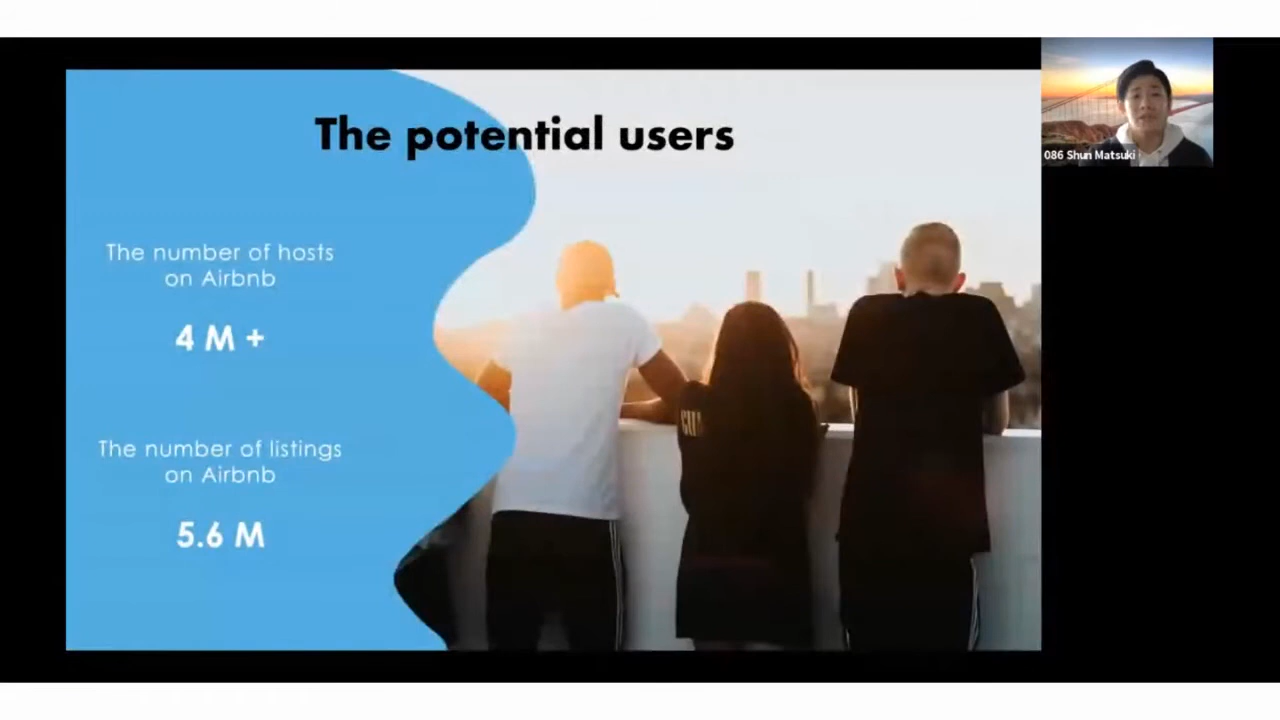 The potential users
The number of hosts
on Airbnb
4 M +
The number of listings
on Airbnb
5.6 M
086 Shun Matsuki